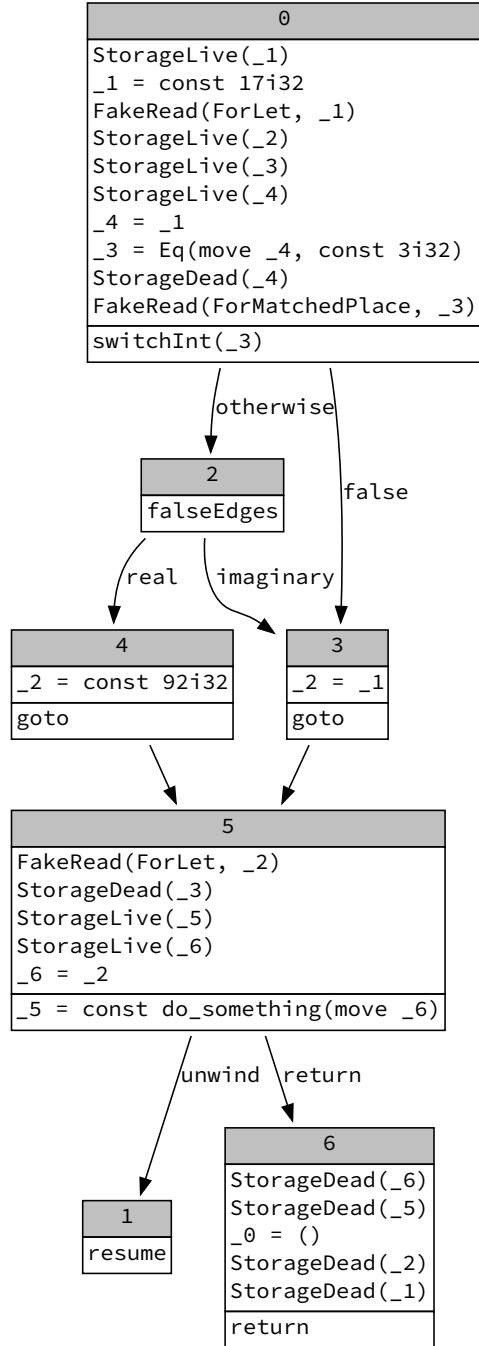 0
StorageLive(_1)
_1 = const 17i32
FakeRead(ForLet, _1)
StorageLive(_2)
StorageLive(_3)
StorageLive(_4)
_4 = _1
_3 = Eq(move _4, const 3i32)
StorageDead(_4)
FakeRead(ForMatchedPlace, _3)
switchInt(_3)
otherwise
2
falseEdges
false
real
imaginary
4
_2 = const 92i32
goto
3
_2 = _1
goto
5
FakeRead(ForLet, _2)
StorageDead(_3)
StorageLive(_5)
StorageLive(_6)
_6 = _2
_5 = const do_something(move _6)
unwind
return
1
resume
6
StorageDead(_6)
StorageDead(_5)
_0 = ()
StorageDead(_2)
StorageDead(_1)
return